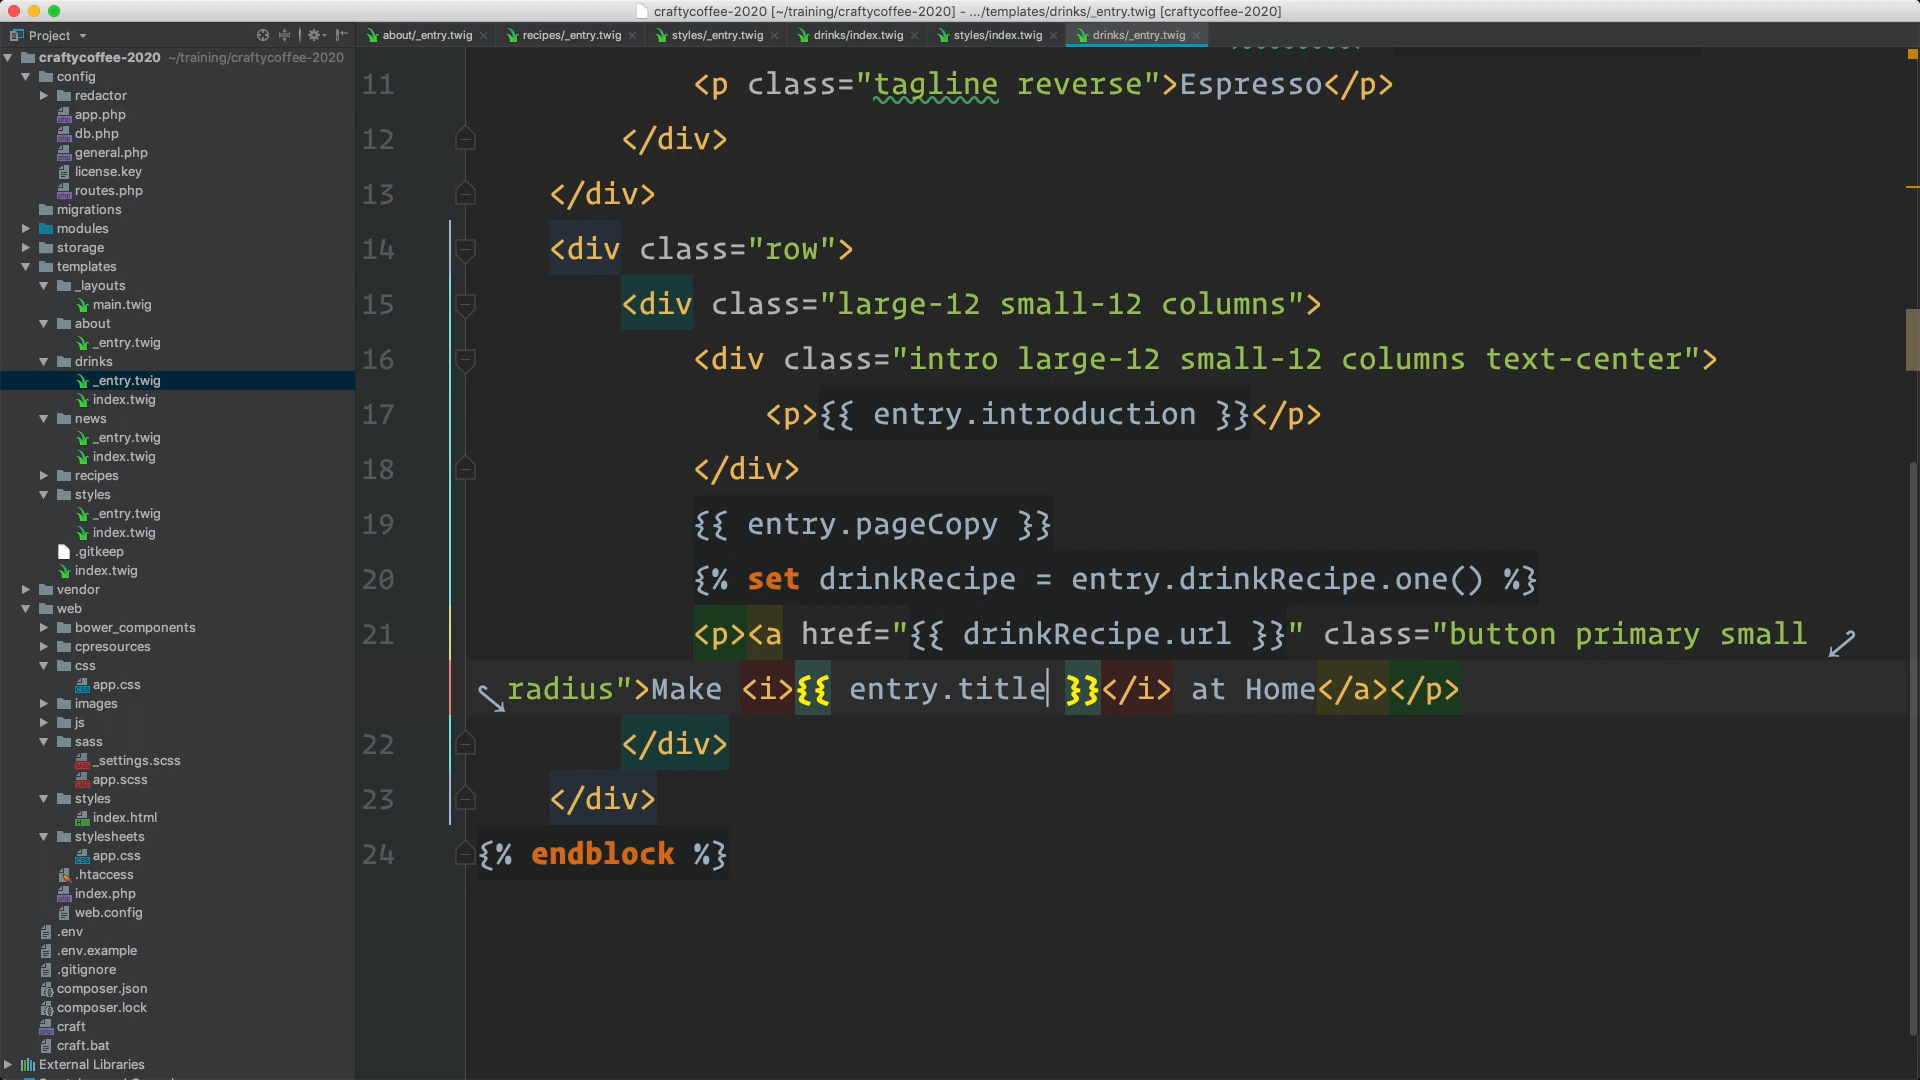 craftycoffee-2020 [~/training/craftycoffee-2020] - .../templates/drinks/_entry.twig [craftycoffee-2020]
Project
about/_entry.twig
recipes/_entry.twig
styles/_entry.twig
drinks/index.twig
styles/index.twig
drinks/_entry.twig
craftycoffee-2020 ~/training/craftycoffee-2020
config
redactor
app.php
db.php
general.php
license.key
routes.php
migrations
modules
storage
templates
_layouts
main.twig
about
_entry.twig
drinks
_entry.twig
index.twig
news
_entry.twig
index.twig
recipes
styles
_entry.twig
index.twig
.gitkeep
index.twig
vendor
web
bower_components
cpresources
css
app.css
images
js
sass
_settings.scss
app.scss
styles
index.html
stylesheets
app.css
.htaccess
index.php
web.config
.env
.env.example
.gitignore
composer.json
composer.lock
craft
craft.bat
External Libraries
11 <p class="tagline reverse">Espresso</p>
12 </div>
13 </div>
14 <div class="row">
15 <div class="large-12 small-12 columns">
16 <div class="intro large-12 small-12 columns text-center">
17 <p>{{ entry.introduction }}</p>
18 </div>
19 {{ entry.pageCopy }}
20 {% set drinkRecipe = entry.drinkRecipe.one() %}
21 <p><a href="{{ drinkRecipe.url }}" class="button primary small
radius">Make <i>{{ entry.title }}</i> at Home</a></p>
22 </div>
23 </div>
24 {% endblock %}